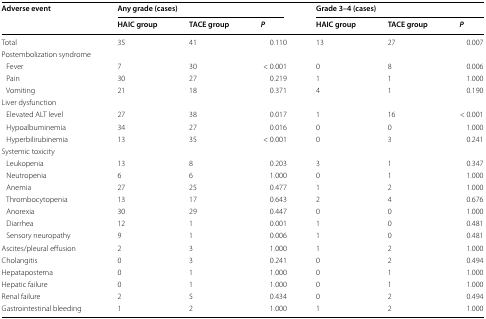 Adverse event Any grade (cases) Grade 3–4 (cases)
HAIC group TACE group P HAIC group TACE group P
Total 35 41 0.110 13 27 0.007
Postembolization syndrome
Fever 7 30 < 0.001 0 8 0.006
Pain 30 27 0.219 1 1 1.000
Vomiting 21 18 0.371 4 1 0.190
Liver dysfunction
Elevated ALT level 27 38 0.017 1 16 < 0.001
Hypoalbuminemia 34 27 0.016 0 0 1.000
Hyperbilirubinemia 13 35 < 0.001 0 3 0.241
Systemic toxicity
Leukopenia 13 8 0.203 3 1 0.347
Neutropenia 6 6 1.000 0 1 1.000
Anemia 27 25 0.477 1 2 1.000
Thrombocytopenia 13 17 0.643 2 4 0.676
Anorexia 30 29 0.447 0 0 1.000
Diarrhea 12 1 0.001 1 0 0.481
Sensory neuropathy 9 1 0.006 1 0 0.481
Ascites/pleural effusion 2 3 1.000 1 2 1.000
Cholangitis 0 3 0.241 0 2 0.494
Hepatapostema 0 1 1.000 0 1 1.000
Hepatic failure 0 1 1.000 0 1 1.000
Renal failure 2 5 0.434 0 2 0.494
Gastrointestinal bleeding 1 2 1.000 1 2 1.000